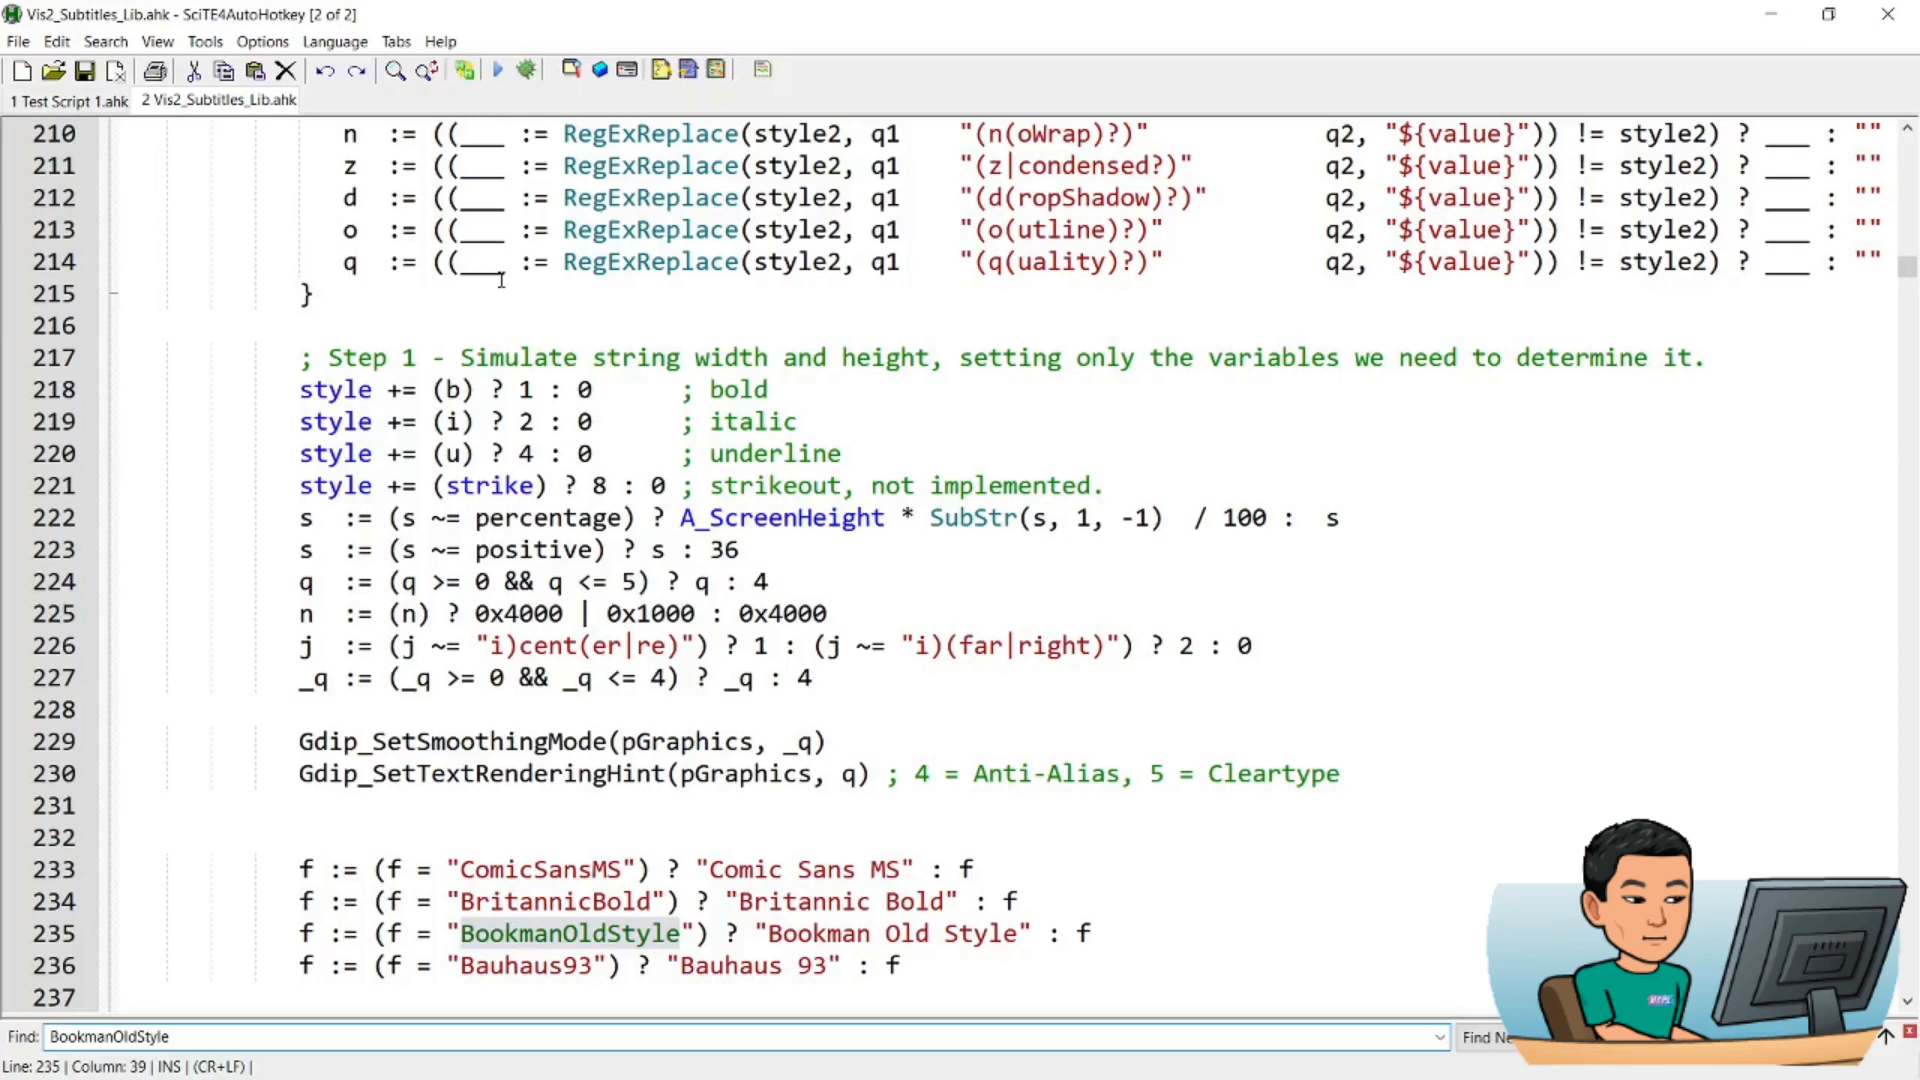 Vis2_Subtitles_Lib.ahk - SciTE4AutoHotkey [2 of 2]
File Edit Search View Tools Options Language Tabs Help
1 Test Script 1.ahk 2 Vis2_Subtitles_Lib.ahk
210 n := ((___ := RegExReplace(style2, q1 "(n(oWrap)?)" q2, "${value}")) != style2) ? ___ : ""
211 z := ((___ := RegExReplace(style2, q1 "(z|condensed?)" q2, "${value}")) != style2) ? ___ : ""
212 d := ((___ := RegExReplace(style2, q1 "(d(ropShadow)?)" q2, "${value}")) != style2) ? ___ : ""
213 o := ((___ := RegExReplace(style2, q1 "(o(utline)?)" q2, "${value}")) != style2) ? ___ : ""
214 q := ((___ := RegExReplace(style2, q1 "(q(uality)?)" q2, "${value}")) != style2) ? ___ : ""
215 }
216
217 ; Step 1 - Simulate string width and height, setting only the variables we need to determine it.
218 style += (b) ? 1 : 0 ; bold
219 style += (i) ? 2 : 0 ; italic
220 style += (u) ? 4 : 0 ; underline
221 style += (strike) ? 8 : 0 ; strikeout, not implemented.
222 s := (s ~= percentage) ? A_ScreenHeight * SubStr(s, 1, -1) / 100 : s
223 s := (s ~= positive) ? s : 36
224 q := (q >= 0 && q <= 5) ? q : 4
225 n := (n) ? 0x4000 | 0x1000 : 0x4000
226 j := (j ~= "i)cent(er|re)") ? 1 : (j ~= "i)(far|right)") ? 2 : 0
227 _q := (_q >= 0 && _q <= 4) ? _q : 4
228
229 Gdip_SetSmoothingMode(pGraphics, _q)
230 Gdip_SetTextRenderingHint(pGraphics, q) ; 4 = Anti-Alias, 5 = Cleartype
231
232
233 f := (f = "ComicSansMS") ? "Comic Sans MS" : f
234 f := (f = "BritannicBold") ? "Britannic Bold" : f
235 f := (f = "BookmanOldStyle") ? "Bookman Old Style" : f
236 f := (f = "Bauhaus93") ? "Bauhaus 93" : f
237
Find: BookmanOldStyle Find Ne
Line: 235 | Column: 39 | INS | (CR+LF) |